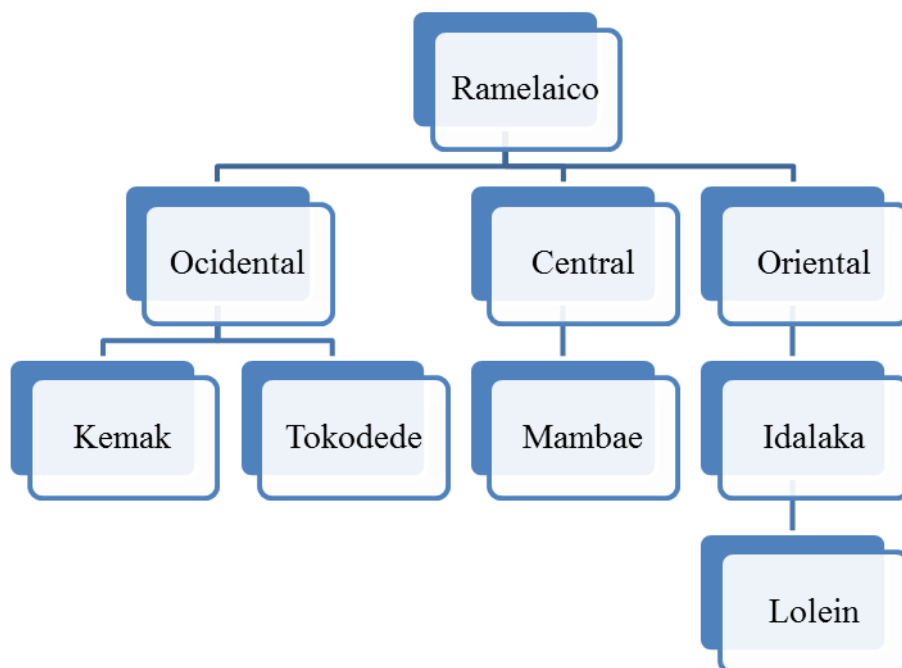 Ramelaico
Ocidental
Central
Oriental
Kemak
Tokodede
Mambae
Idalaka
Lolein